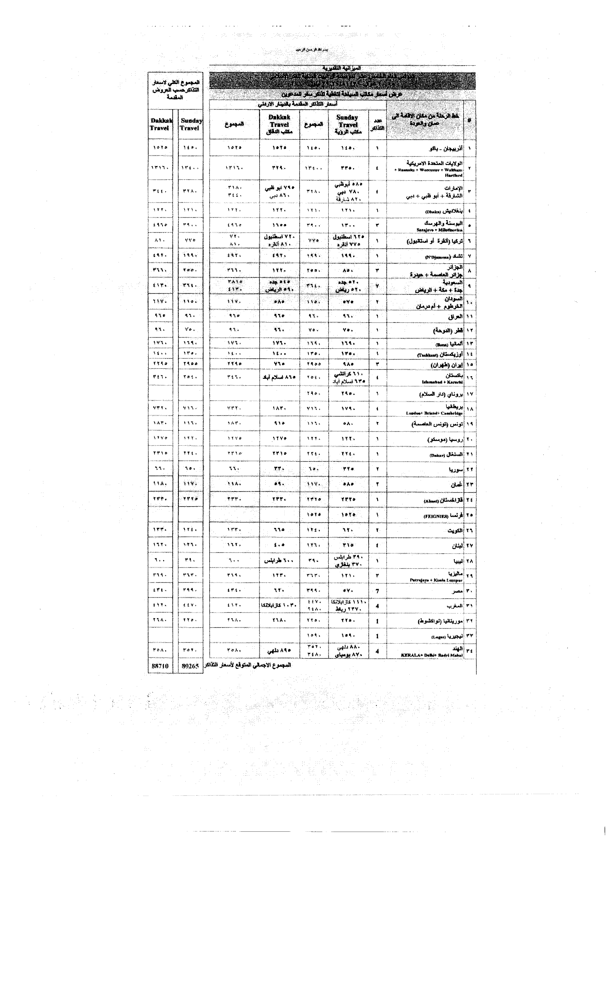 بسم الله الرحمن الرحيم
الميزانية التقديرية
عرض أسعار مكاتب السياحة لتغطية تذاكر سفر المدعوين
المجموع الكلي لاسعار التذاكر حسب العروض المقدمة
أسعار التذاكر المقدمة بالدينار الاردني
# خط الرحلة من مكان الإقامة الى عمان والعودة عدد التذاكر Sunday Travel مكتب الرؤية المجموع Dakkak Travel مكتب الدقاق المجموع Sunday Travel Dakkak Travel
١ أذربيجان - باكو ١ ١٤٥٠ ١٤٥٠ ١٥٢٥ ١٥٢٥ ١٤٥٠ ١٥٢٥
٢ الولايات المتحدة الامريكية + Roanoke + Worcester + Waltham Hartford ٤ ٣٣٥٠ ١٣٤٠٠ ٣٢٩٠ ١٣١٦٠ ١٣٤٠٠ ١٣١٦٠
٣ الإمارات الشارقة + أبو ظبي + دبي ٤ ٥٨٥ أبوظبي ٧٨٠ دبي ٨٢٠ شارقة ٣٢٨٠ ٧٩٥ ابو ظبي ٨٦٠ دبي ٣١٨٠ ٣٤٤٠ ٣٢٨٠ ٣٤٤٠
٤ بنغلاديش (Dhaka) ١ ١٢١٠ ١٢١٠ ١٢٢٠ ١٢٢٠ ١٢١٠ ١٢٢٠
٥ البوسنة والهرسك Sarajevo + ٣ ١٣٠٠ ٣٩٠٠ ١٦٥٥ ٤٩٦٥ ٣٩٠٠ ٤٩٦٥
٦ تركيا (أنقرة أو استانبول) ١ ٦٢٥ اسطنبول ٧٧٥ أنقره ٧٧٥ ٧٢٠ اسطنبول ٨١٠ أنقره ٧٢٠ ٨١٠ ٧٧٥ ٨١٠
٧ تشاد (N'Djamena) ١ ١٩٩٠ ١٩٩٠ ٤٩٢٠ ٤٩٢٠ ١٩٩٠ ٤٩٢٠
٨ الجزائر جزائر العاصمة + حيدرة ٣ ٨٥٠ ٢٥٥٠ ١٢٢٠ ٣٦٦٠ ٢٥٥٠ ٣٦٦٠
٩ السعودية جدة + مكة + الرياض ٧ ٥٢٠ جده ٥٢٠ رياض ٣٦٤٠ ٥٤٥ جده ٥٩٠ الرياض ٣٨١٥ ٤١٣٠ ٣٦٤٠ ٤١٣٠
١٠ السودان الخرطوم + أم درمان ٢ ٥٧٥ ١١٥٠ ٥٨٥ ١١٧٠ ١١٥٠ ١١٧٠
١١ العراق ١ ٩٦٠ ٩٦٠ ٩٦٥ ٩٦٥ ٩٦٠ ٩٦٥
١٢ قطر (الدوحة) ١ ٧٥٠ ٧٥٠ ٩٦٠ ٩٦٠ ٧٥٠ ٩٦٠
١٣ المانيا (Bonn) ١ ١٦٩٠ ١٦٩٠ ١٧٦٠ ١٧٦٠ ١٦٩٠ ١٧٦٠
١٤ أوزبكستان (Tashkent) ١ ١٣٥٠ ١٣٥٠ ١٤٠٠ ١٤٠٠ ١٣٥٠ ١٤٠٠
١٥ إيران (طهران) ٣ ٩٨٥ ٢٩٥٥ ٧٦٥ ٢٢٩٥ ٢٩٥٥ ٢٢٩٥
١٦ باكستان Islamabad + Karachi ٤ ٦١٠ كراتشي ٦٣٥ اسلام آباد ٢٥٤٠ ٨٦٥ اسلام آباد ٣٤٦٠ ٢٥٤٠ ٣٤٦٠
١٧ بروناي (دار السلام) ١ ٢٩٥٠ ٢٩٥٠
١٨ بريطانيا London+ Bristol+ Cambridge ٤ ١٧٩٠ ٧١٦٠ ١٨٣٠ ٧٣٢٠ ٧١٦٠ ٧٣٢٠
١٩ تونس (تونس العاصمة) ٢ ٥٨٠ ١١٦٠ ٩١٥ ١٨٣٠ ١١٦٠ ١٨٣٠
٢٠ روسيا (موسكو) ١ ١٢٢٠ ١٢٢٠ ١٢٧٥ ١٢٧٥ ١٢٢٠ ١٢٧٥
٢١ السنغال (Dakar) ١ ٢٢٤٠ ٢٢٤٠ ٢٣١٥ ٢٣١٥ ٢٢٤٠ ٢٣١٥
٢٢ سوريا ٢ ٣٢٥ ٦٥٠ ٣٣٠ ٦٦٠ ٦٥٠ ٦٦٠
٢٣ عُمان ٢ ٥٨٥ ١١٧٠ ٥٩٠ ١١٨٠ ١١٧٠ ١١٨٠
٢٤ قازاخستان (Almat) ١ ٢٣٢٥ ٢٣٢٥ ٢٣٣٠ ٢٣٣٠ ٢٣٢٥ ٢٣٣٠
٢٥ فرنسا (FEIGNIES) ١ ١٥٢٥ ١٥٢٥
٢٦ الكويت ٢ ٦٢٠ ١٢٤٠ ٦٦٥ ١٣٣٠ ١٢٤٠ ١٣٣٠
٢٧ لبنان ٤ ٣١٥ ١٢٦٠ ٤٠٥ ١٦٢٠ ١٢٦٠ ١٦٢٠
٢٨ ليبيا ١ ٣٩٠ طرابلس ٣٧٠ بنغازي ٣٩٠ ٦٠٠ طرابلس ٦٠٠ ٣٩٠ ٦٠٠
٢٩ ماليزيا Putrajaya + Kuala Lumpur ٣ ١٢١٠ ٣٦٣٠ ١٢٣٠ ٣٦٩٠ ٣٦٣٠ ٣٦٩٠
٣٠ مصر 7 ٥٧٠ ٣٩٩٠ ٦٢٠ ٤٣٤٠ ٣٩٩٠ ٤٣٤٠
٣١ المغرب 4 ١١١٠ كازابلانكا ٢٣٧٠ رباط ٤٤٧٠ ٩٤٨٠ ١٠٣٠ كازابلانكا ٤١٢٠ ٤٤٧٠ ٤١٢٠
٣٢ موريتانيا (نواكشوط) 1 ٢٢٥٠ ٢٢٥٠ ٢٦٨٠ ٢٦٨٠ ٢٢٥٠ ٢٦٨٠
٣٣ نيجيريا (Lagos) 1 ١٥٩٠ ١٥٩٠
٣٤ الهند KERALA+ Delhi+ Badri Mahal 4 ٨٨٠ دلهي ٨٧٠ بومباي ٣٥٢٠ ٣٤٨٠ ٨٩٥ دلهي ٣٥٨٠ ٣٥٢٠ ٣٥٨٠
المجموع الاجمالي المتوقع لأسعار التذاكر 80265 88710